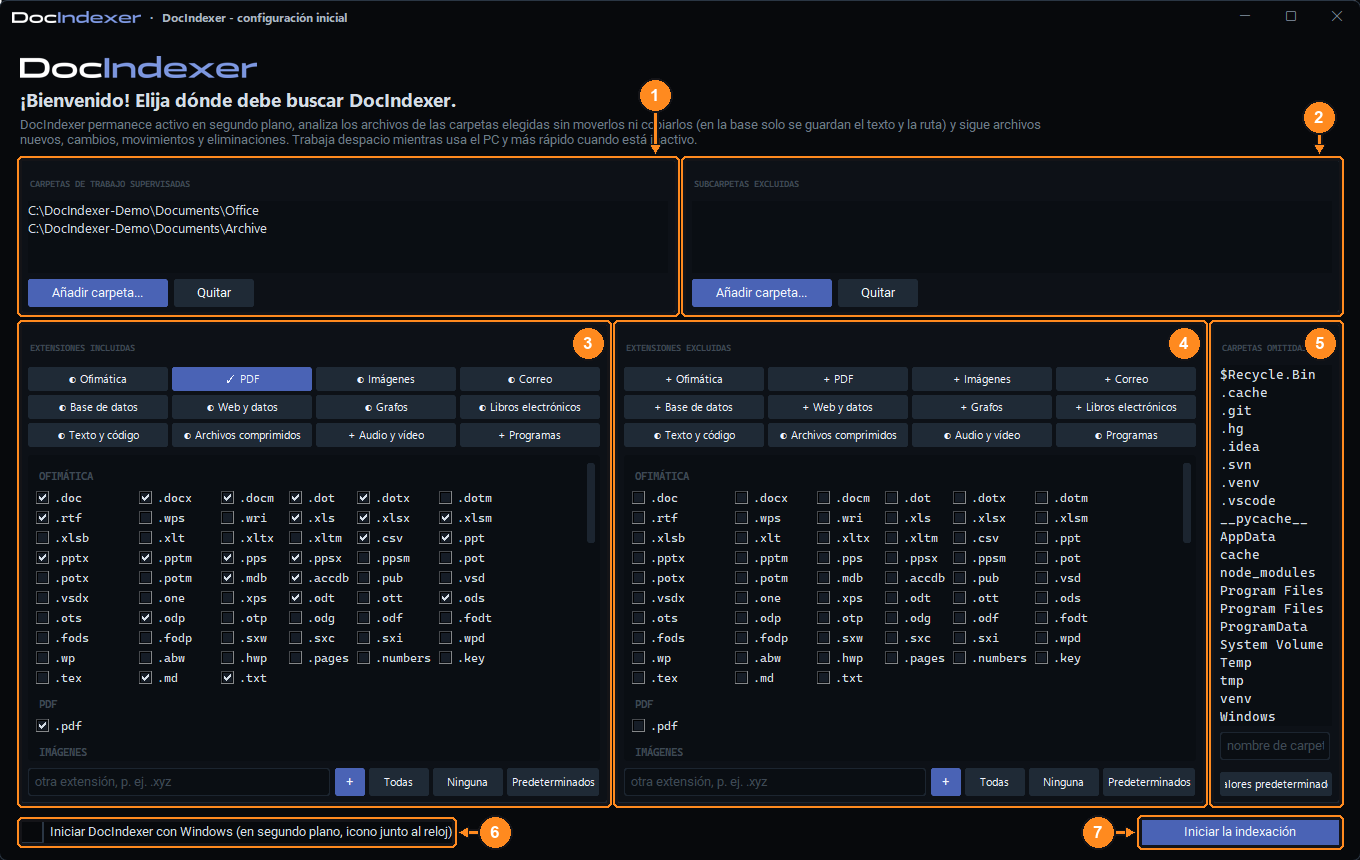 DocIndexer · DocIndexer - configuración inicial
DocIndexer
¡Bienvenido! Elija dónde debe buscar DocIndexer.
DocIndexer permanece activo en segundo plano, analiza los archivos de las carpetas elegidas sin moverlos ni copiarlos (en la base solo se guardan el texto y la ruta) y sigue archivos
nuevos, cambios, movimientos y eliminaciones. Trabaja despacio mientras usa el PC y más rápido cuando está inactivo.
1
2
CARPETAS DE TRABAJO SUPERVISADAS
C:\DocIndexer-Demo\Documents\Office
C:\DocIndexer-Demo\Documents\Archive
Añadir carpeta... Quitar
SUBCARPETAS EXCLUIDAS
Añadir carpeta... Quitar
EXTENSIONES INCLUIDAS 3
Ofimática ✓ PDF Imágenes Correo
Base de datos Web y datos Grafos Libros electrónicos
Texto y código Archivos comprimidos + Audio y vídeo + Programas
OFIMÁTICA
.doc .docx .docm .dot .dotx .dotm
.rtf .wps .wri .xls .xlsx .xlsm
.xlsb .xlt .xltx .xltm .csv .ppt
.pptx .pptm .pps .ppsx .ppsm .pot
.potx .potm .mdb .accdb .pub .vsd
.vsdx .one .xps .odt .ott .ods
.ots .odp .otp .odg .odf .fodt
.fods .fodp .sxw .sxc .sxi .wpd
.wp .abw .hwp .pages .numbers .key
.tex .md .txt
PDF
.pdf
IMÁGENES
otra extensión, p. ej. .xyz + Todas Ninguna Predeterminados
EXTENSIONES EXCLUIDAS 4
+ Ofimática + PDF + Imágenes + Correo
+ Base de datos + Web y datos + Grafos + Libros electrónicos
Texto y código Archivos comprimidos Audio y vídeo Programas
OFIMÁTICA
.doc .docx .docm .dot .dotx .dotm
.rtf .wps .wri .xls .xlsx .xlsm
.xlsb .xlt .xltx .xltm .csv .ppt
.pptx .pptm .pps .ppsx .ppsm .pot
.potx .potm .mdb .accdb .pub .vsd
.vsdx .one .xps .odt .ott .ods
.ots .odp .otp .odg .odf .fodt
.fods .fodp .sxw .sxc .sxi .wpd
.wp .abw .hwp .pages .numbers .key
.tex .md .txt
PDF
.pdf
IMÁGENES
otra extensión, p. ej. .xyz + Todas Ninguna Predeterminados
CARPETAS OMITIDA 5
$Recycle.Bin
.cache
.git
.hg
.idea
.svn
.venv
.vscode
__pycache__
AppData
cache
node_modules
Program Files
Program Files
ProgramData
System Volume
Temp
tmp
venv
Windows
nombre de carpet
alores predeterminad
Iniciar DocIndexer con Windows (en segundo plano, icono junto al reloj) 6
7 Iniciar la indexación